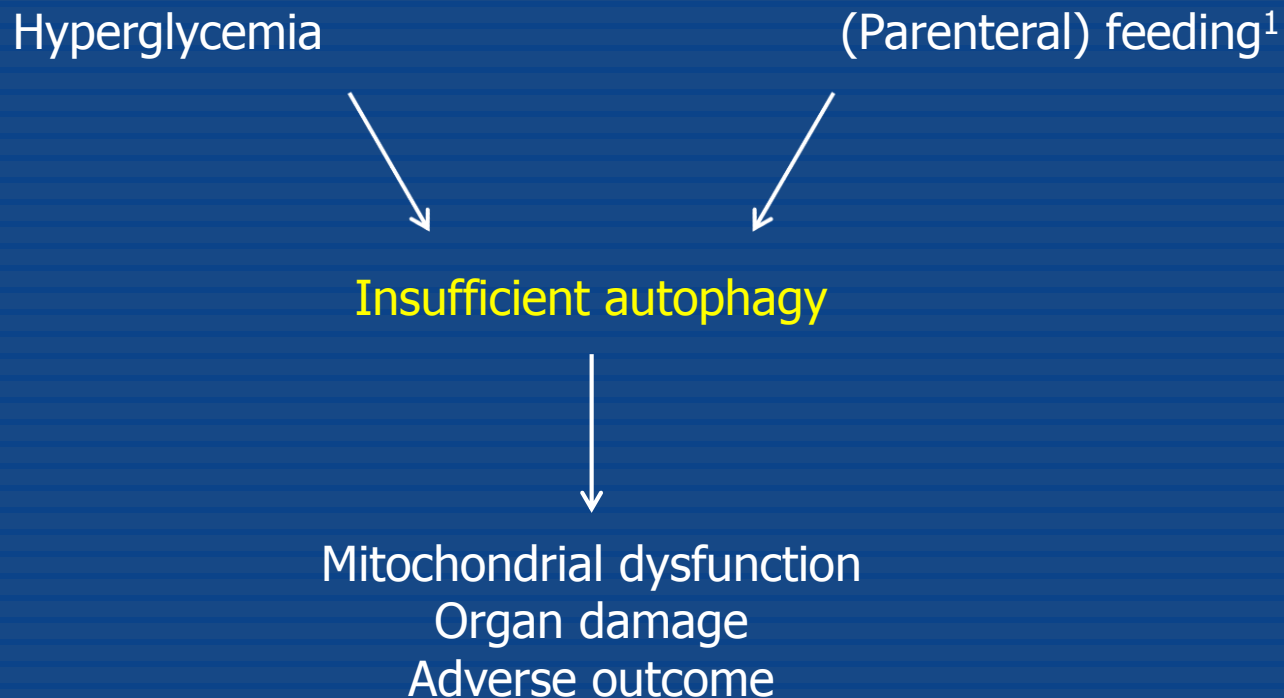 Hyperglycemia
(Parenteral) feeding¹
Insufficient autophagy
Mitochondrial dysfunction
Organ damage
Adverse outcome